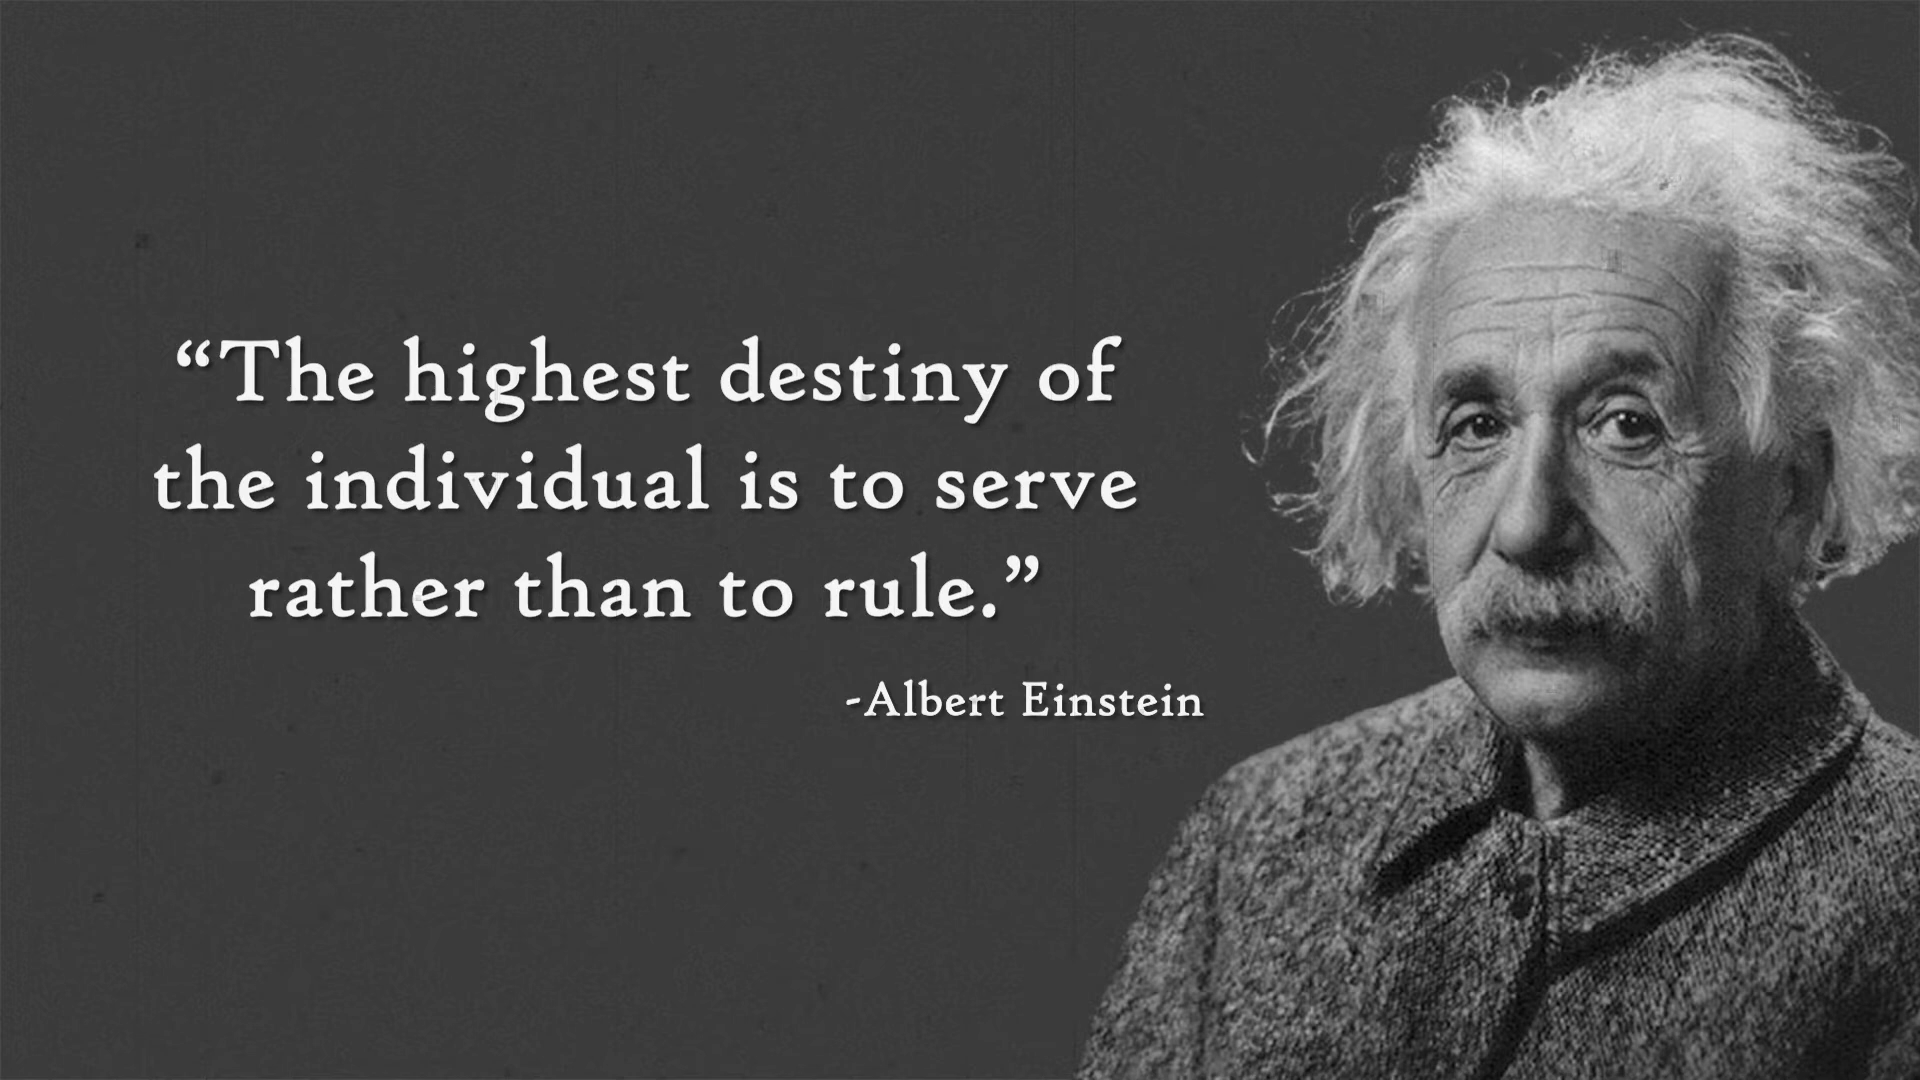 “The highest destiny of
the individual is to serve
rather than to rule.”
-Albert Einstein